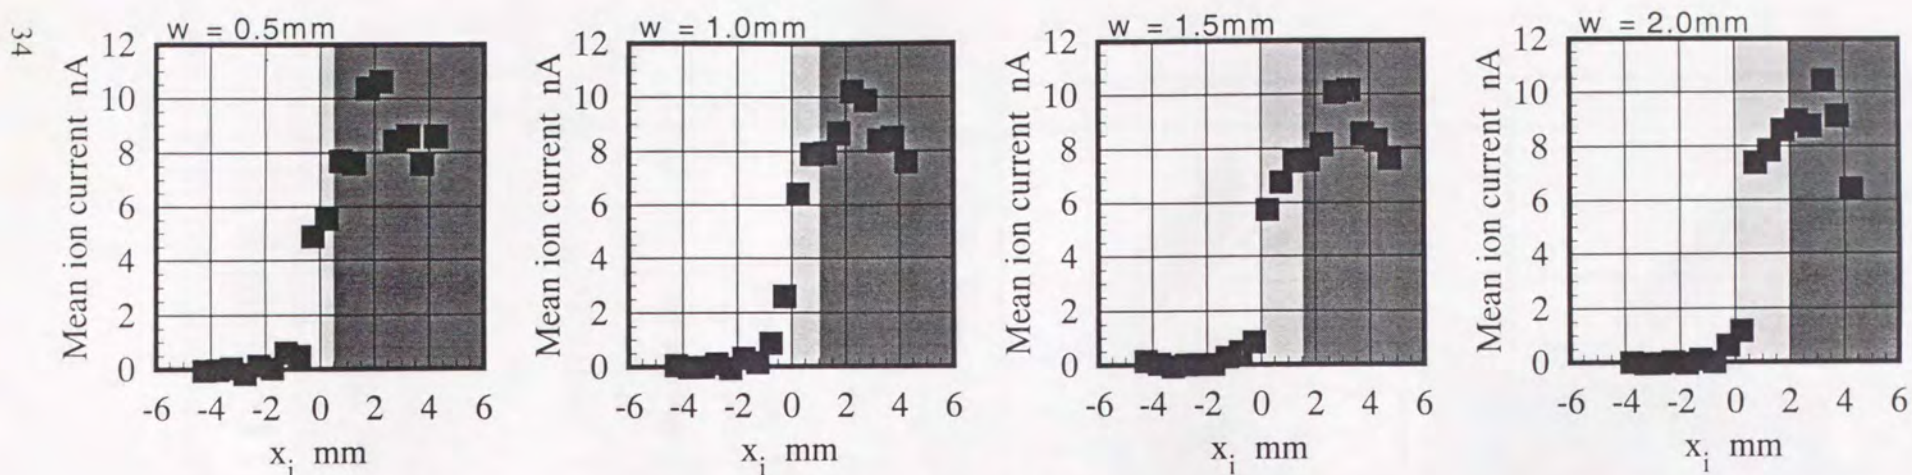 34
w = 0.5mm
12
10
8
6
4
2
0
-6 -4 -2 0 2 4 6
Mean ion current nA
x_i mm
w = 1.0mm
12
10
8
6
4
2
0
-6 -4 -2 0 2 4 6
Mean ion current nA
x_i mm
w = 1.5mm
12
10
8
6
4
2
0
-6 -4 -2 0 2 4 6
Mean ion current nA
x_i mm
w = 2.0mm
12
10
8
6
4
2
0
-6 -4 -2 0 2 4 6
Mean ion current nA
x_i mm